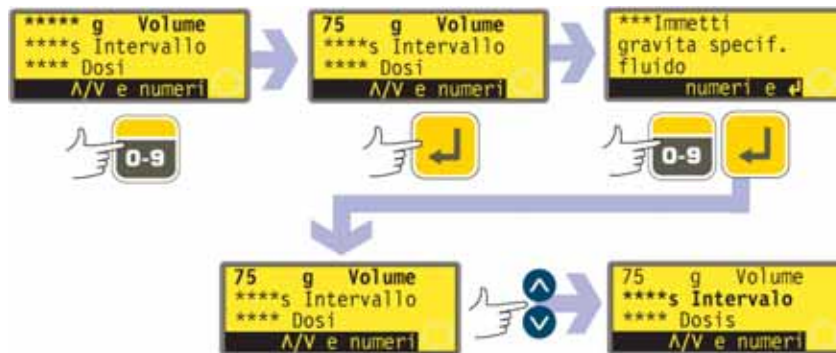 ***** g Volume
****s Intervallo
**** Dosi
Λ/V e numeri
75 g Volume
****s Intervallo
**** Dosi
Λ/V e numeri
***Immetti
gravita specif.
fluido
numeri e ↲
0-9
0-9
75 g Volume
****s Intervallo
**** Dosi
Λ/V e numeri
75 g Volume
****s Intervalo
**** Dosis
Λ/V e numeri